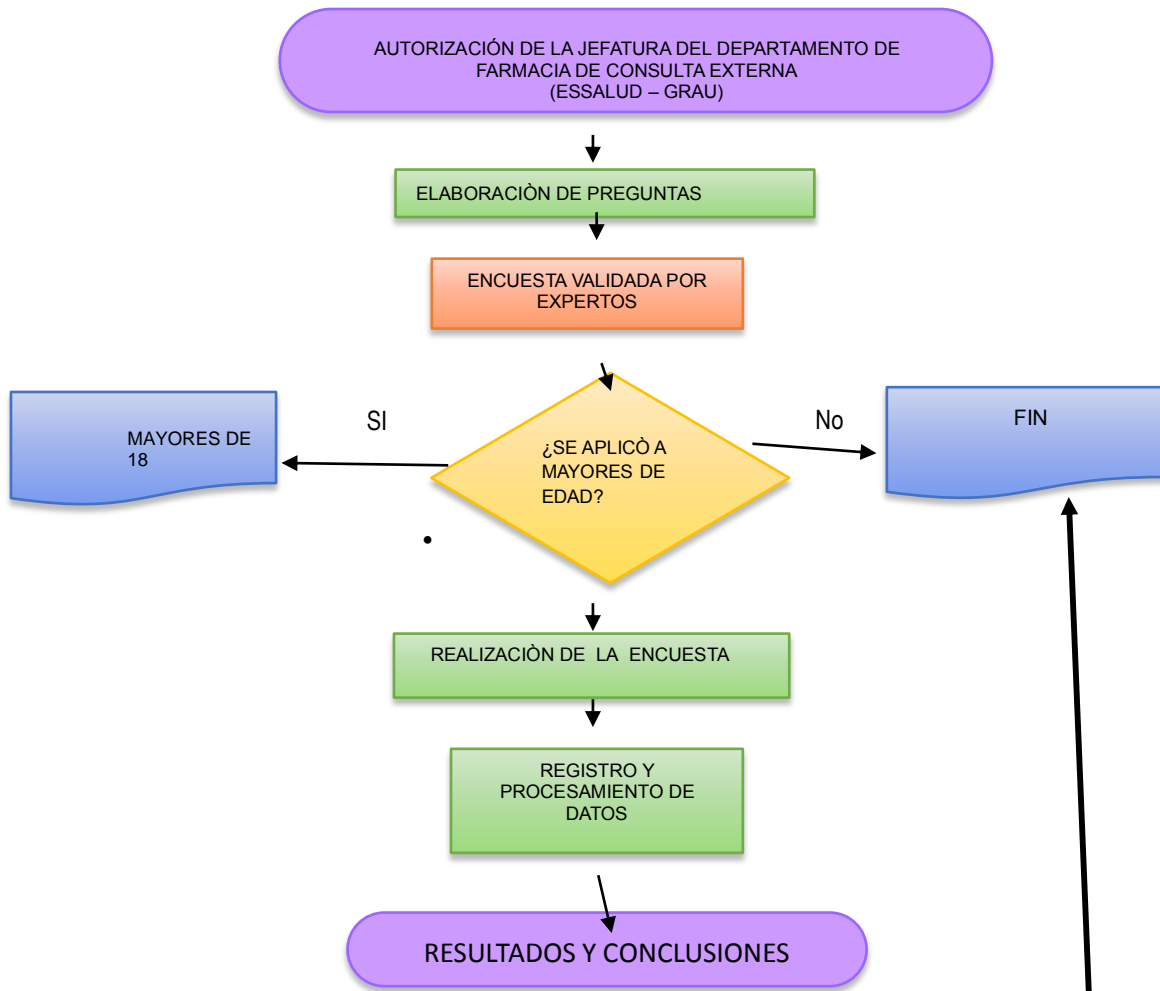 AUTORIZACIÓN DE LA JEFATURA DEL DEPARTAMENTO DE
FARMACIA DE CONSULTA EXTERNA
(ESSALUD – GRAU)
ELABORACIÒN DE PREGUNTAS
ENCUESTA VALIDADA POR
EXPERTOS
MAYORES DE
18
SI
¿SE APLICÒ A
MAYORES DE
EDAD?
No
FIN
REALIZACIÒN DE LA ENCUESTA
REGISTRO Y
PROCESAMIENTO DE
DATOS
RESULTADOS Y CONCLUSIONES